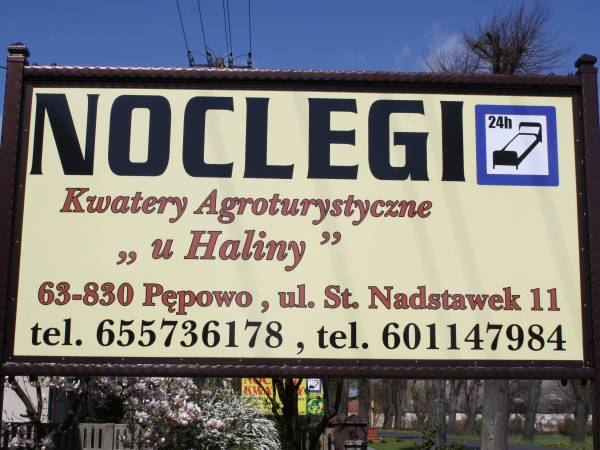 NOCLEGI
24h
Kwatery Agroturystyczne
„ u Haliny ”
63-830 Pępowo , ul. St. Nadstawek 11
tel. 655736178 , tel. 601147984